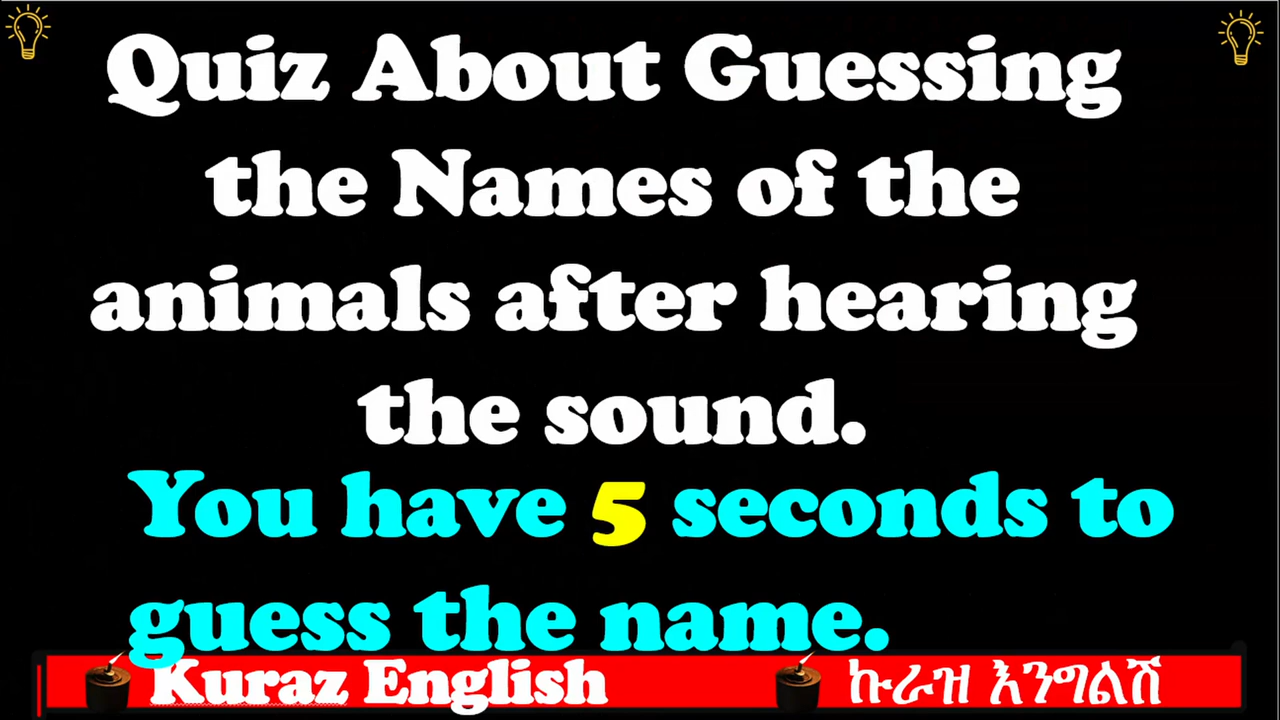 Quiz About Guessing
the Names of the
animals after hearing
the sound.
You have 5 seconds to
guess the name.
Kuraz English
ኩራዝ እንግልሽ